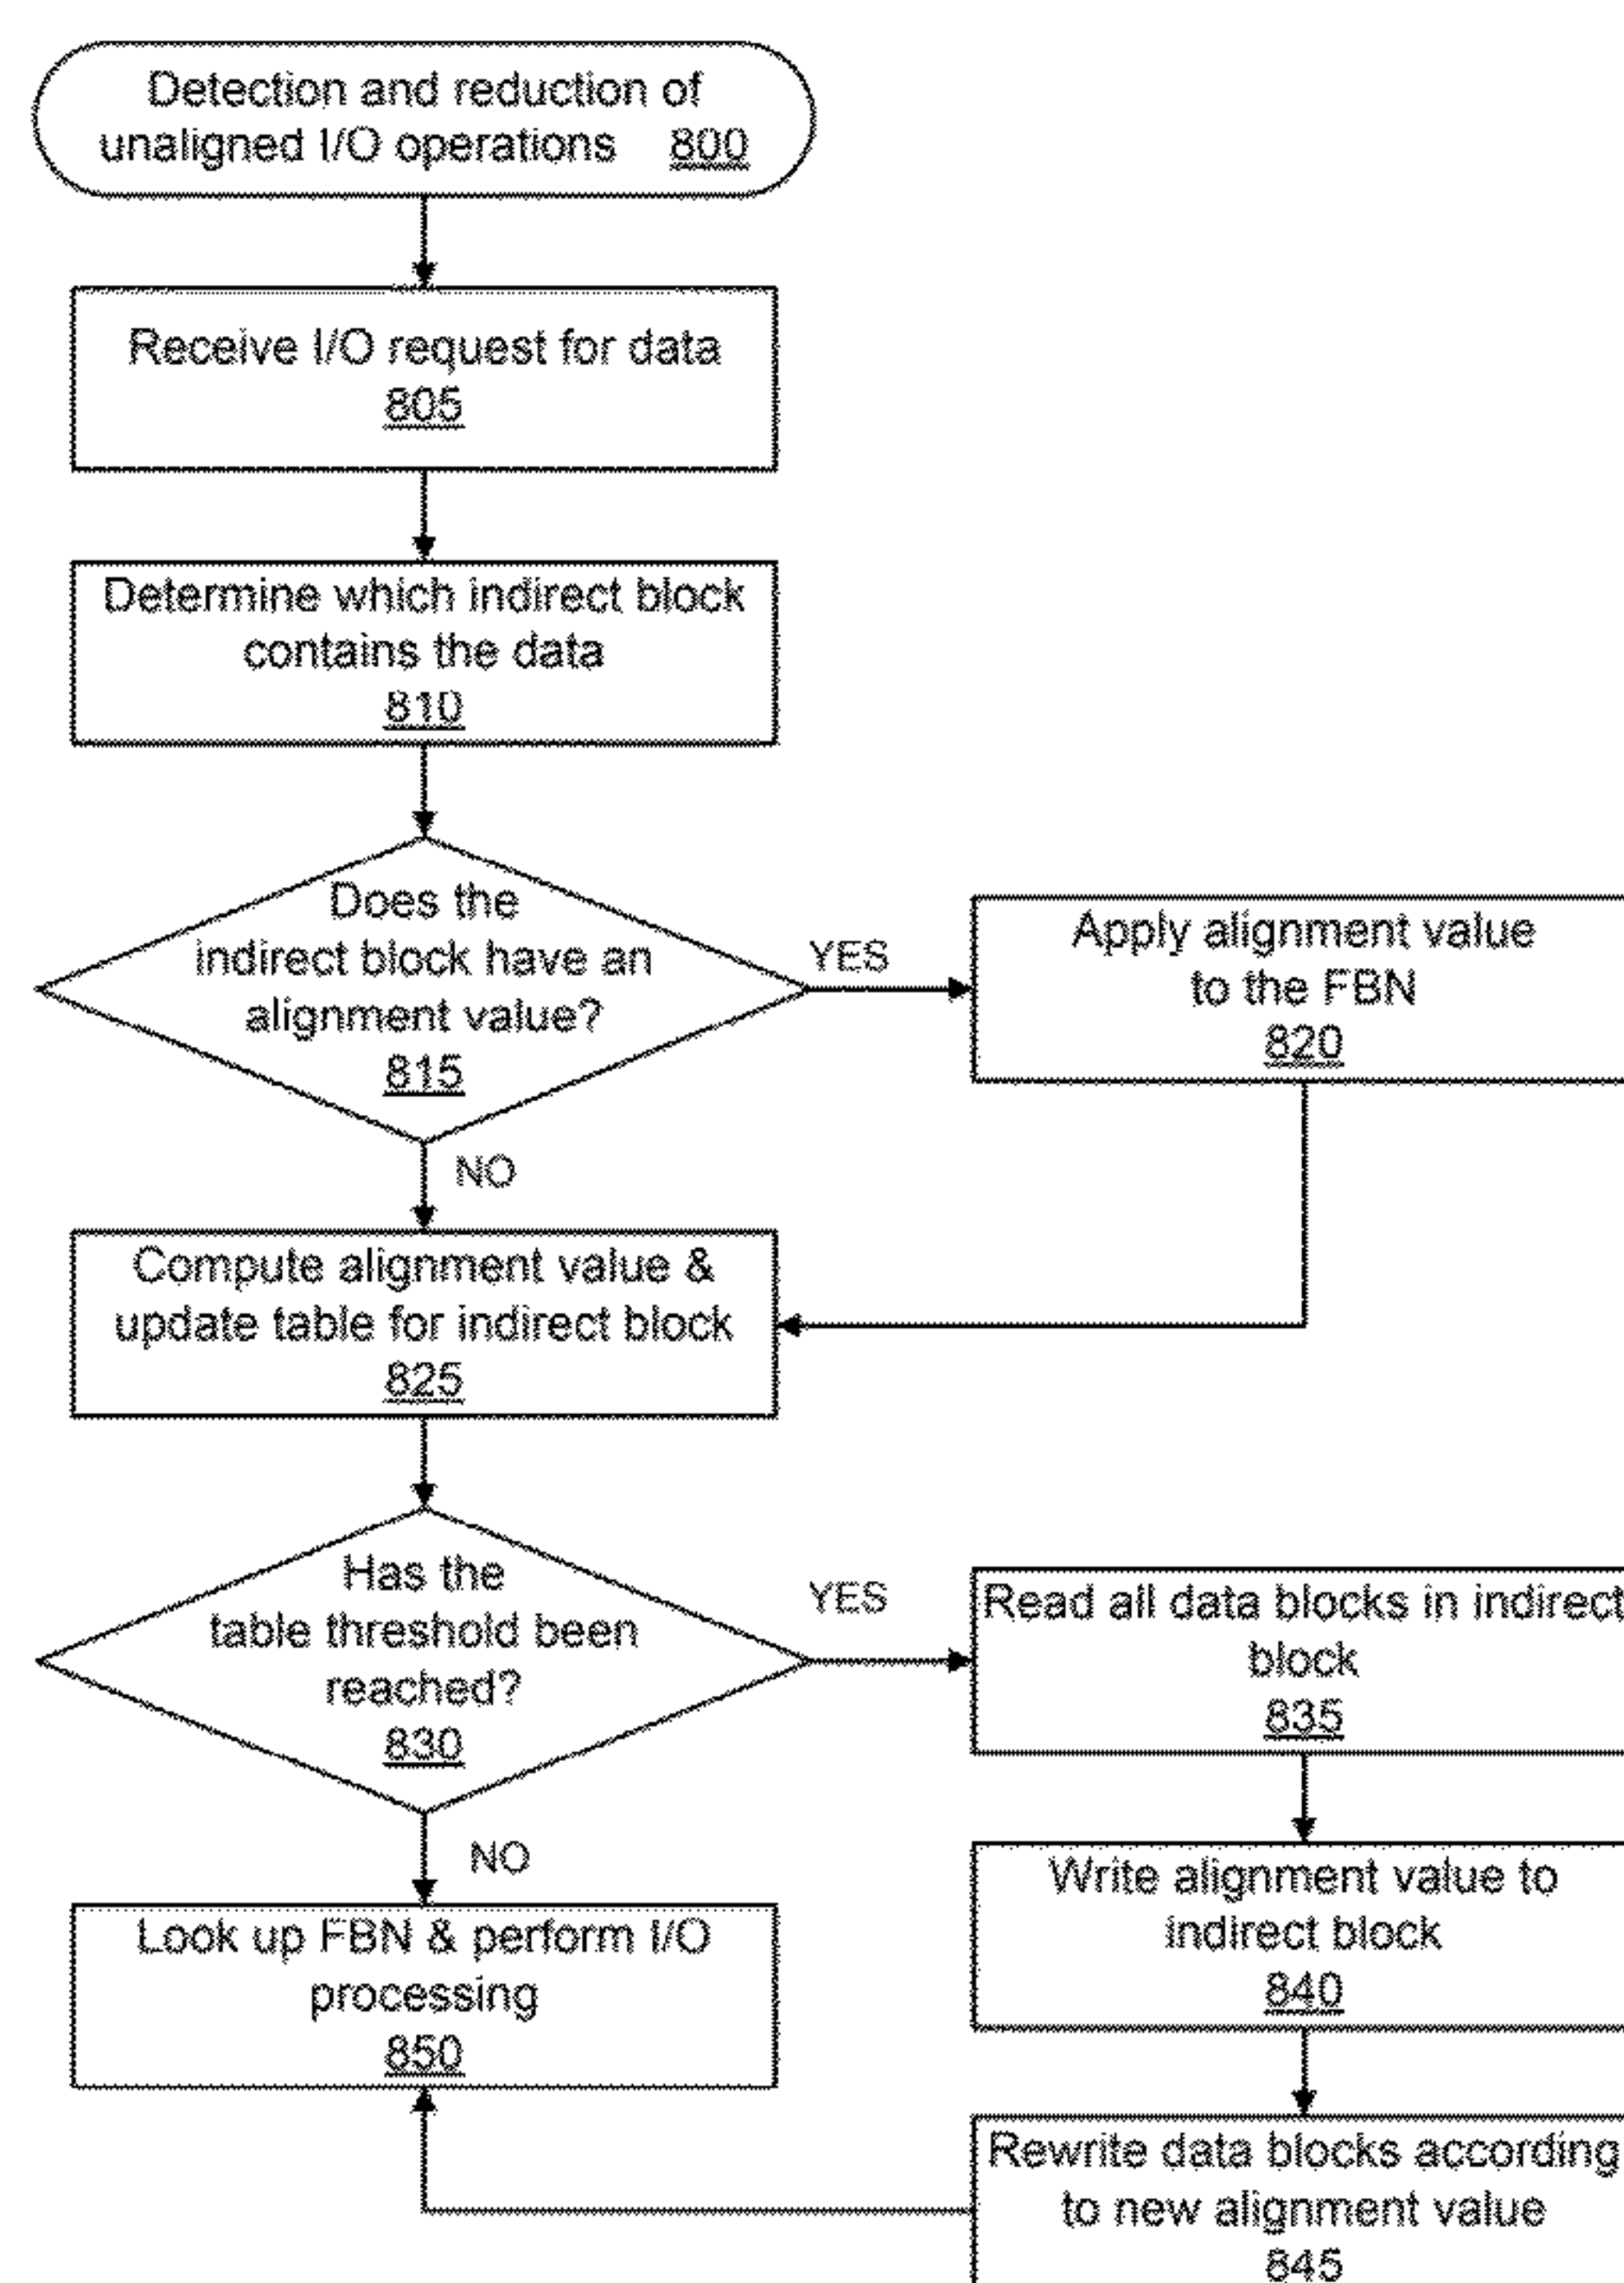 Detection and reduction of
unaligned I/O operations 800
Receive I/O request for data
805
Determine which indirect block
contains the data
810
Does the
indirect block have an
alignment value?
815
YES
Apply alignment value
to the FBN
820
NO
Compute alignment value &
update table for indirect block
825
Has the
table threshold been
reached?
830
YES
Read all data blocks in indirect
block
835
NO
Write alignment value to
indirect block
840
Look up FBN & perform I/O
processing
850
Rewrite data blocks according
to new alignment value
845